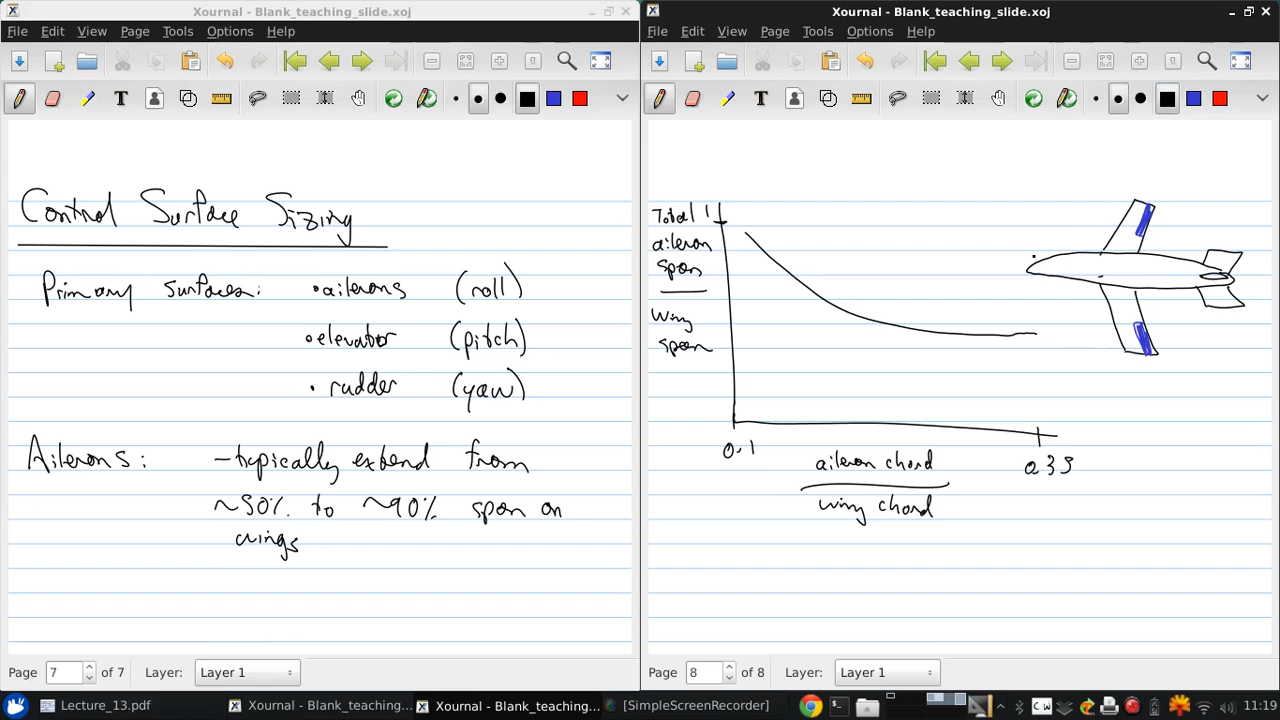 Xournal - Blank_teaching_slide.xoj
File Edit View Page Tools Options Help
Control Surface Sizing
Primary surfaces: • ailerons (roll)
• elevator (pitch)
• rudder (yaw)
Ailerons: - typically extend from
~50% to ~90% span on
wings
Page 7 of 7 Layer: Layer 1
Xournal - Blank_teaching_slide.xoj
File Edit View Page Tools Options Help
Total 1
aileron
span
wing
span
0.1
aileron chord
0.35
wing chord
Page 8 of 8 Layer: Layer 1
Lecture_13.pdf Xournal - Blank_teaching_... Xournal - Blank_teaching_... [SimpleScreenRecorder] 11:19